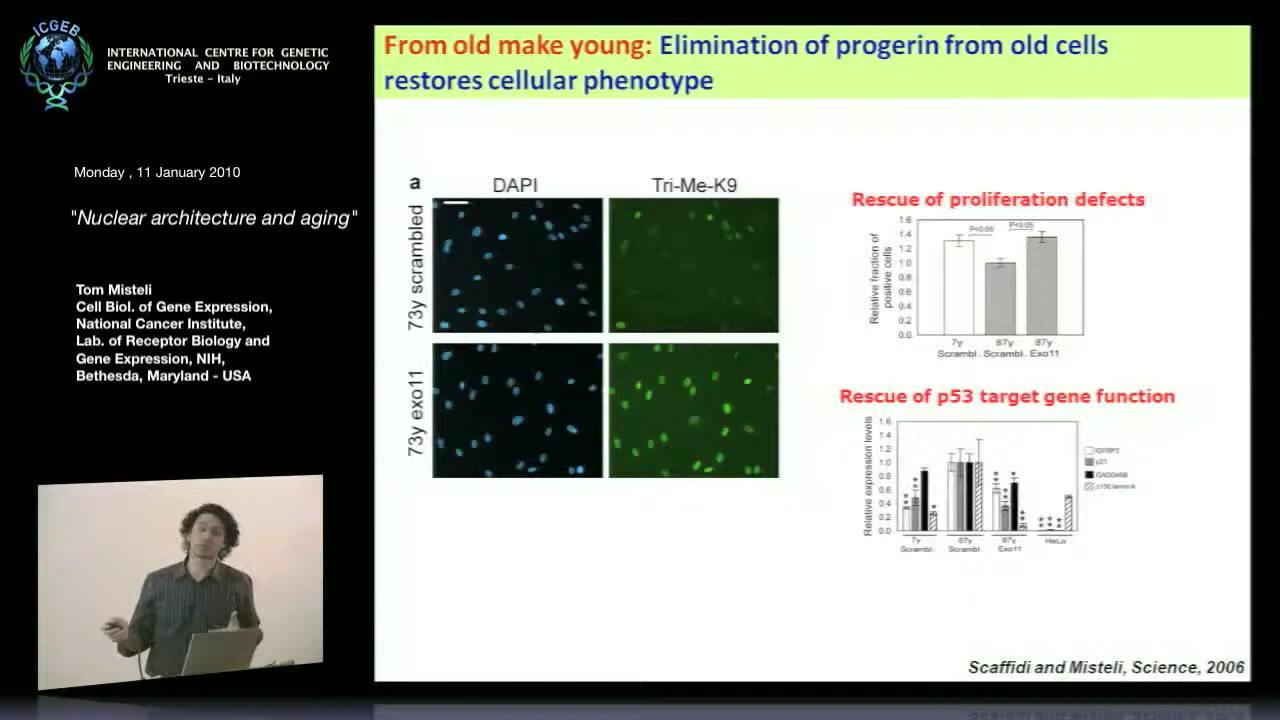 ICGEB
INTERNATIONAL CENTRE FOR GENETIC
ENGINEERING AND BIOTECHNOLOGY
Trieste - Italy
Monday , 11 January 2010
"Nuclear architecture and aging"
Tom Misteli
Cell Biol. of Gene Expression,
National Cancer Institute,
Lab. of Receptor Biology and
Gene Expression, NIH,
Bethesda, Maryland - USA
From old make young: Elimination of progerin from old cells
restores cellular phenotype
a
DAPI
Tri-Me-K9
73y scrambled
73y exo11
Rescue of proliferation defects
Relative fraction of
positive cells
1.6
1.4
1.2
1.0
0.8
0.6
0.4
0.2
0.0
P<0.05
P<0.05
7y 87y 87y
Scrambl. Scrambl. Exo11
Rescue of p53 target gene function
Relative expression levels
1.6
1.4
1.2
1.0
0.8
0.6
0.4
0.2
0.0
* * * * * * * * * * * * * *
p21
7y 87y 87y HeLa
Scrambl. Scrambl. Exo11
Scaffidi and Misteli, Science, 2006